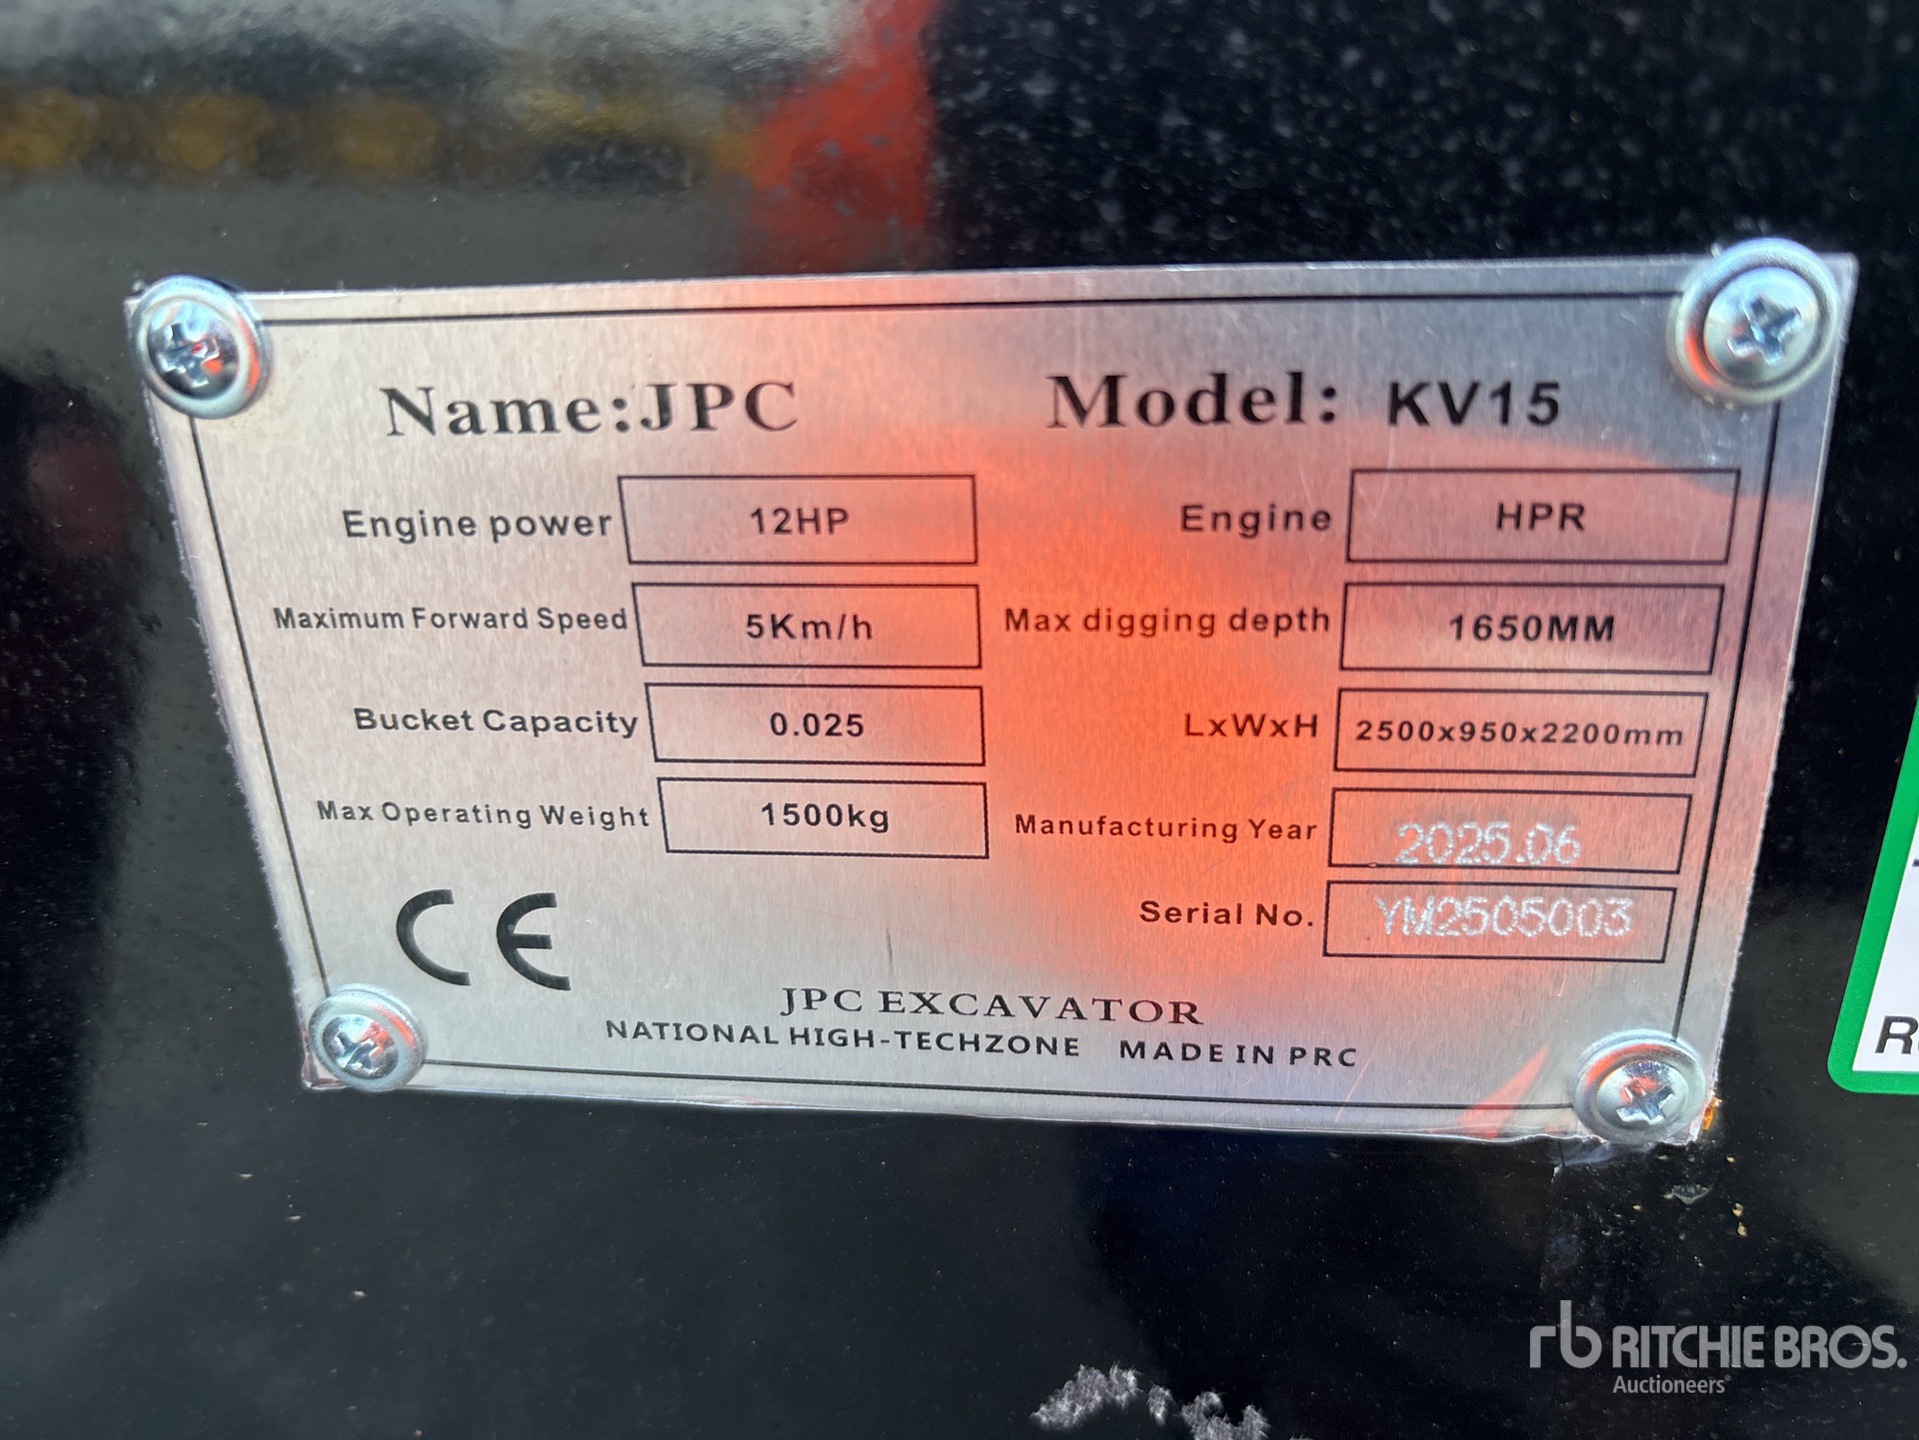 Name:JPC Model: KV15
Engine power 12HP Engine HPR
Maximum Forward Speed 5Km/h Max digging depth 1650MM
Bucket Capacity 0.025 LxWxH 2500x950x2200mm
Max Operating Weight 1500kg Manufacturing Year 2025.06
Serial No. YM2505003
CE
JPC EXCAVATOR
NATIONAL HIGH-TECHZONE MADE IN PRC
rb RITCHIE BROS.
Auctioneers